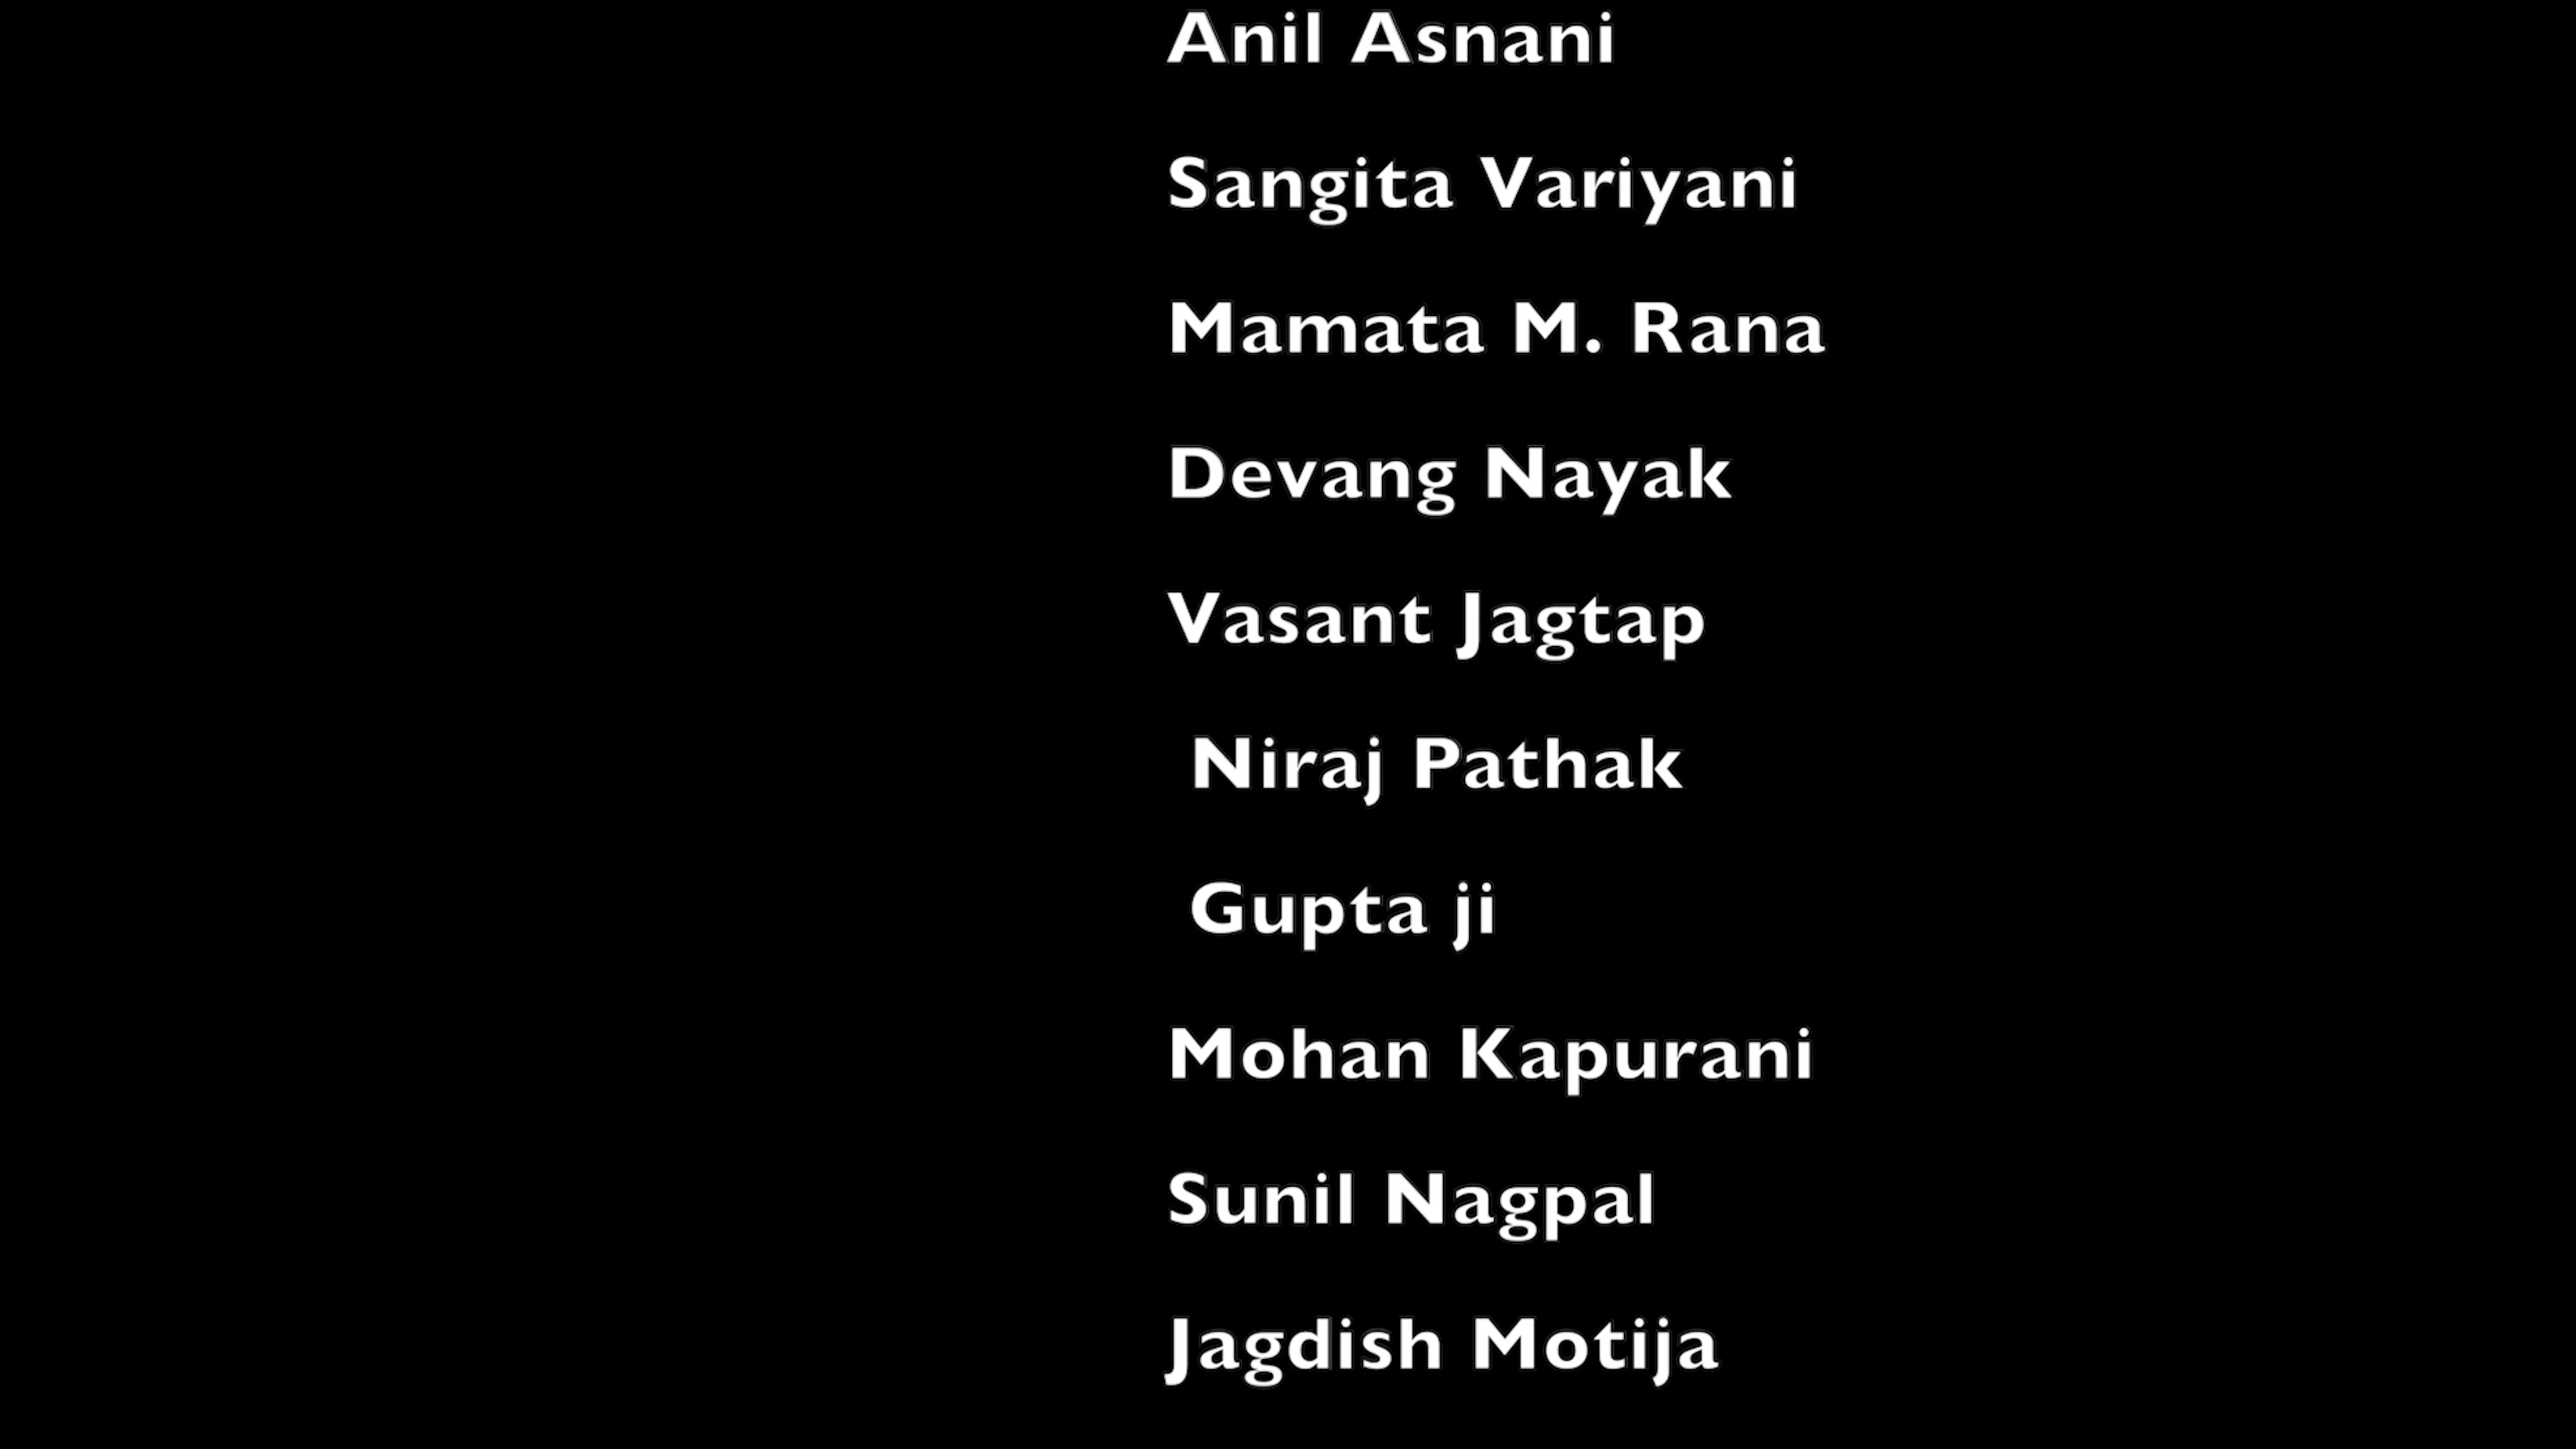 Anil Asnani
Sangita Variyani
Mamata M. Rana
Devang Nayak
Vasant Jagtap
Niraj Pathak
Gupta ji
Mohan Kapurani
Sunil Nagpal
Jagdish Motija